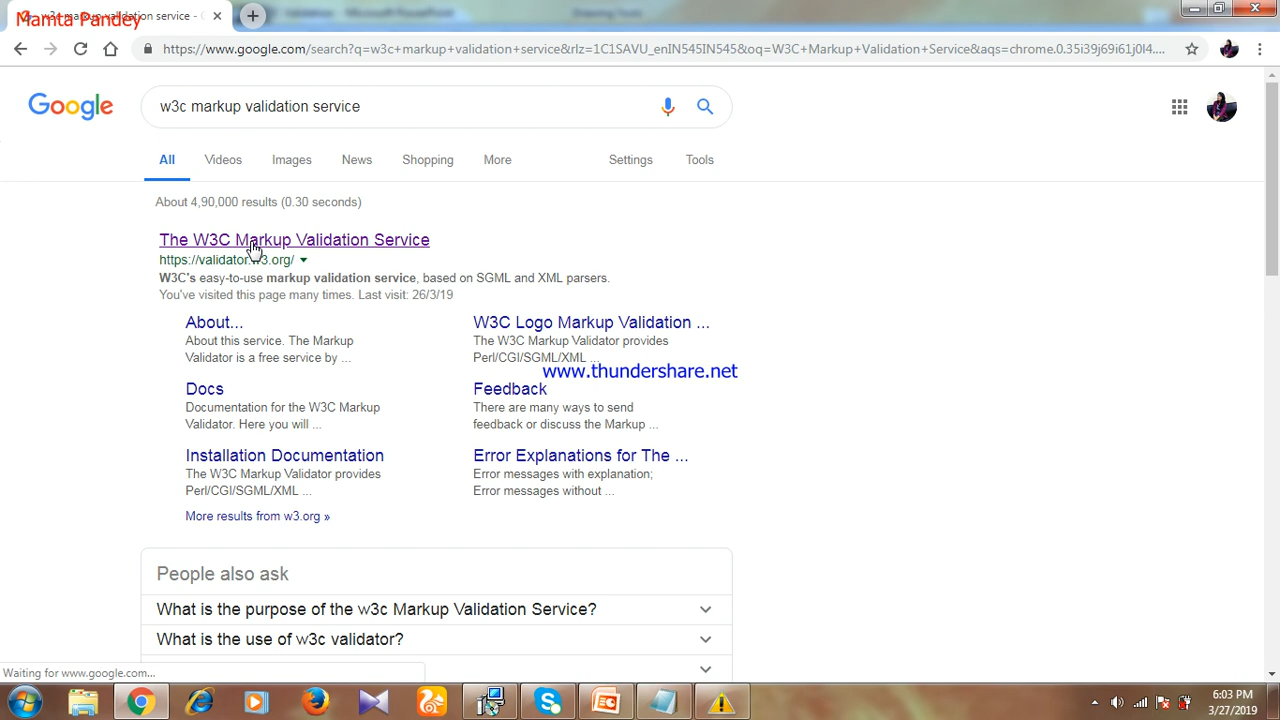 Mamta Pandey
markup validation service -
Validation - Microsoft PowerPoint
Drawing Tools
https://www.google.com/search?q=w3c+markup+validation+service&rlz=1C1SAVU_enIN545IN545&oq=W3C+Markup+Validation+Service&aqs=chrome.0.35i39j69i61j0l4....
Google
w3c markup validation service
All
Videos
Images
News
Shopping
More
Settings
Tools
About 4,90,000 results (0.30 seconds)
The W3C Markup Validation Service
https://validator.w3.org/
W3C's easy-to-use markup validation service, based on SGML and XML parsers.
You've visited this page many times. Last visit: 26/3/19
About...
About this service. The Markup
Validator is a free service by ...
W3C Logo Markup Validation ...
The W3C Markup Validator provides
Perl/CGI/SGML/XML ...
www.thundershare.net
Docs
Documentation for the W3C Markup
Validator. Here you will ...
Feedback
There are many ways to send
feedback or discuss the Markup ...
Installation Documentation
The W3C Markup Validator provides
Perl/CGI/SGML/XML ...
Error Explanations for The ...
Error messages with explanation;
Error messages without ...
More results from w3.org »
People also ask
What is the purpose of the w3c Markup Validation Service?
What is the use of w3c validator?
Waiting for www.google.com...
6:03 PM
3/27/2019